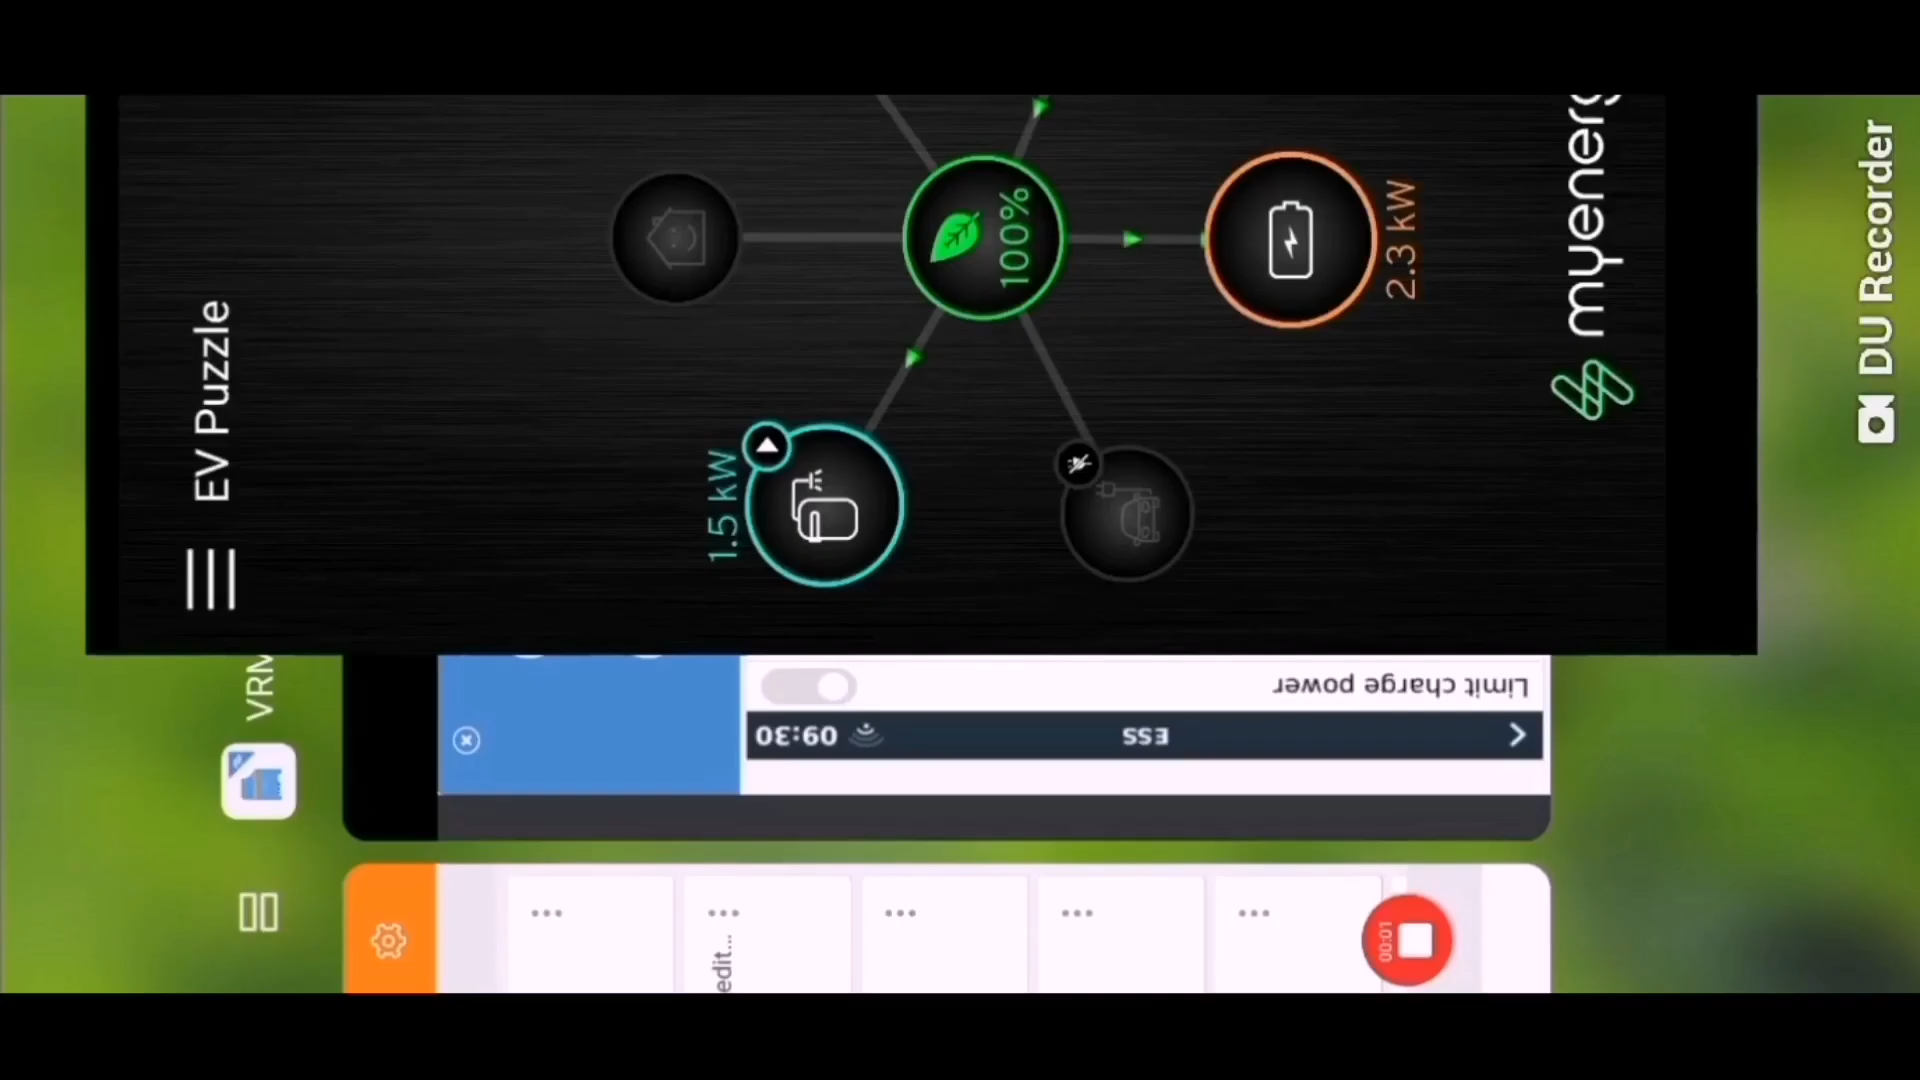 EV Puzzle
100%
2.3 kW
1.5 kW
myenerg
DU Recorder
VRM
Limit charge power
ESS
09:30
edit...
00:01